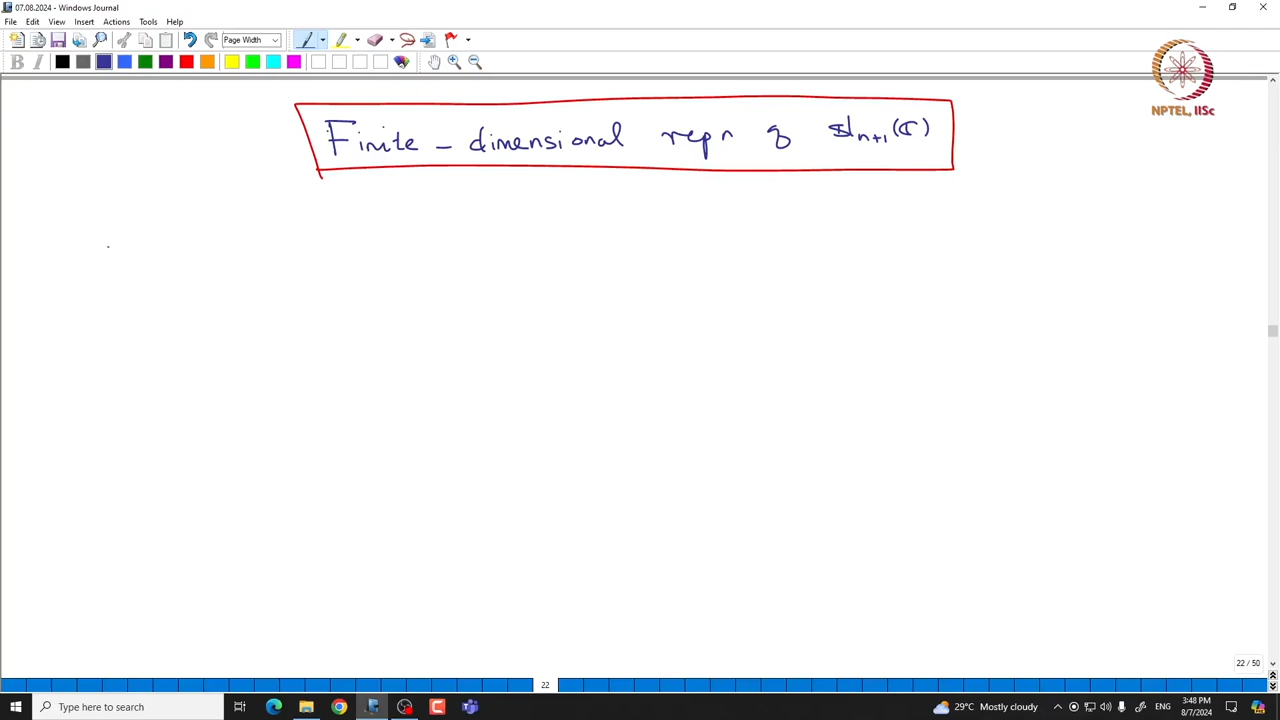 07.08.2024 - Windows Journal
File Edit View Insert Actions Tools Help
Page Width
B I
NPTEL, IISc
Finite - dimensional repn of sl_{n+1}(ℂ)
22 / 50
22
Type here to search
29°C Mostly cloudy
ENG
3:48 PM
8/7/2024